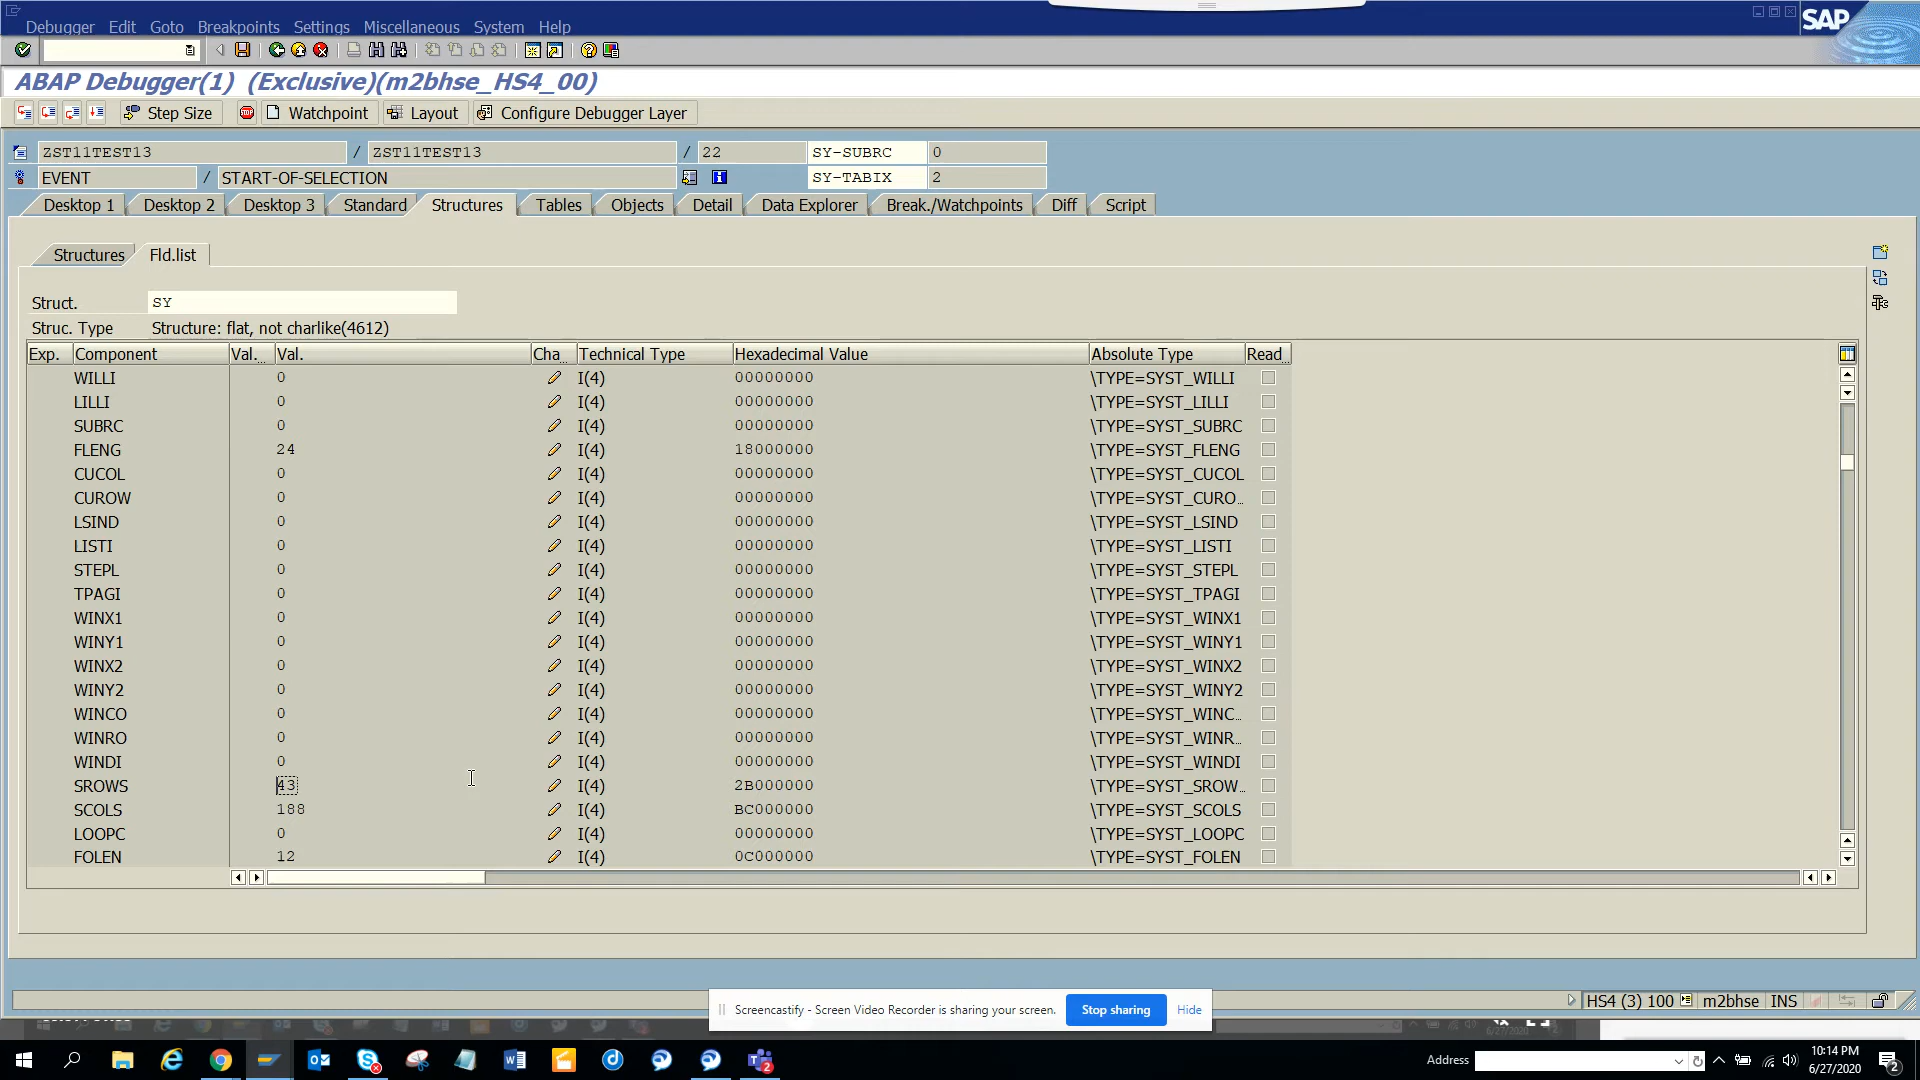 Debugger Edit Goto Breakpoints Settings Miscellaneous System Help
SAP
ABAP Debugger(1) (Exclusive)(m2bhse_HS4_00)
Step Size Watchpoint Layout Configure Debugger Layer
ZST11TEST13 / ZST11TEST13 / 22 SY-SUBRC 0
EVENT / START-OF-SELECTION SY-TABIX 2
Desktop 1 Desktop 2 Desktop 3 Standard Structures Tables Objects Detail Data Explorer Break./Watchpoints Diff Script
Structures Fld.list
Struct. SY
Struc. Type Structure: flat, not charlike(4612)
Exp. Component Val... Val. Cha... Technical Type Hexadecimal Value Absolute Type Read...
WILLI 0 I(4) 00000000 \TYPE=SYST_WILLI
LILLI 0 I(4) 00000000 \TYPE=SYST_LILLI
SUBRC 0 I(4) 00000000 \TYPE=SYST_SUBRC
FLENG 24 I(4) 18000000 \TYPE=SYST_FLENG
CUCOL 0 I(4) 00000000 \TYPE=SYST_CUCOL
CUROW 0 I(4) 00000000 \TYPE=SYST_CURO...
LSIND 0 I(4) 00000000 \TYPE=SYST_LSIND
LISTI 0 I(4) 00000000 \TYPE=SYST_LISTI
STEPL 0 I(4) 00000000 \TYPE=SYST_STEPL
TPAGI 0 I(4) 00000000 \TYPE=SYST_TPAGI
WINX1 0 I(4) 00000000 \TYPE=SYST_WINX1
WINY1 0 I(4) 00000000 \TYPE=SYST_WINY1
WINX2 0 I(4) 00000000 \TYPE=SYST_WINX2
WINY2 0 I(4) 00000000 \TYPE=SYST_WINY2
WINCO 0 I(4) 00000000 \TYPE=SYST_WINC...
WINRO 0 I(4) 00000000 \TYPE=SYST_WINR...
WINDI 0 I(4) 00000000 \TYPE=SYST_WINDI
SROWS 43 I(4) 2B000000 \TYPE=SYST_SROW...
SCOLS 188 I(4) BC000000 \TYPE=SYST_SCOLS
LOOPC 0 I(4) 00000000 \TYPE=SYST_LOOPC
FOLEN 12 I(4) 0C000000 \TYPE=SYST_FOLEN
HS4 (3) 100 m2bhse INS
Screencastify - Screen Video Recorder is sharing your screen. Stop sharing Hide
Address 10:14 PM
6/27/2020 2